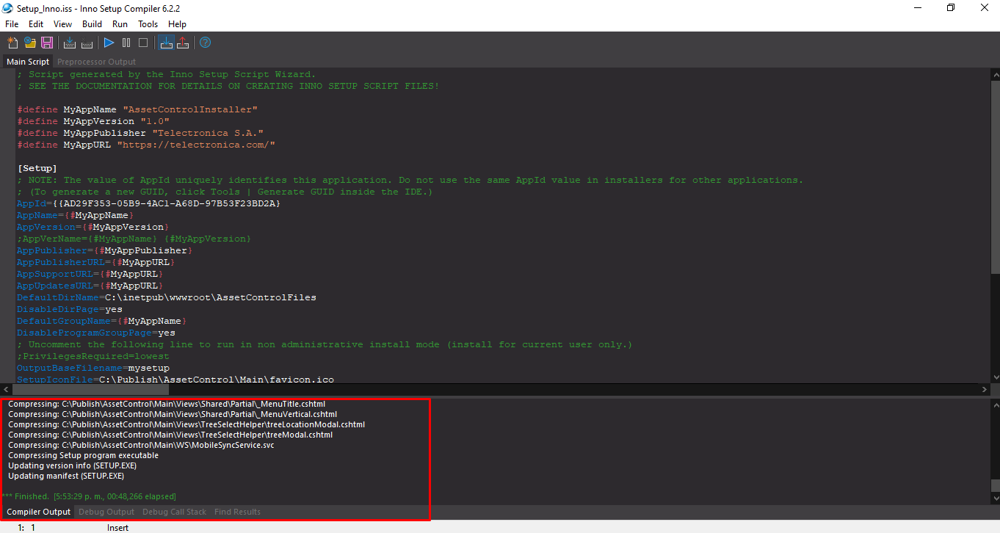 Setup_Inno.iss - Inno Setup Compiler 6.2.2
File Edit View Build Run Tools Help
Main Script Preprocessor Output
; Script generated by the Inno Setup Script Wizard.
; SEE THE DOCUMENTATION FOR DETAILS ON CREATING INNO SETUP SCRIPT FILES!
#define MyAppName "AssetControlInstaller"
#define MyAppVersion "1.0"
#define MyAppPublisher "Telectronica S.A."
#define MyAppURL "https://telectronica.com/"
[Setup]
; NOTE: The value of AppId uniquely identifies this application. Do not use the same AppId value in installers for other applications.
; (To generate a new GUID, click Tools | Generate GUID inside the IDE.)
AppId={{AD29F353-05B9-4AC1-A68D-97B53F23BD2A}
AppName={#MyAppName}
AppVersion={#MyAppVersion}
;AppVerName={#MyAppName} {#MyAppVersion}
AppPublisher={#MyAppPublisher}
AppPublisherURL={#MyAppURL}
AppSupportURL={#MyAppURL}
AppUpdatesURL={#MyAppURL}
DefaultDirName=C:\inetpub\wwwroot\AssetControlFiles
DisableDirPage=yes
DefaultGroupName={#MyAppName}
DisableProgramGroupPage=yes
; Uncomment the following line to run in non administrative install mode (install for current user only.)
;PrivilegesRequired=lowest
OutputBaseFilename=mysetup
SetupIconFile=C:\Publish\AssetControl\Main\favicon.ico
Compressing: C:\Publish\AssetControl\Main\Views\Shared\Partial\_MenuTitle.cshtml
Compressing: C:\Publish\AssetControl\Main\Views\Shared\Partial\_MenuVertical.cshtml
Compressing: C:\Publish\AssetControl\Main\Views\TreeSelectHelper\treeLocationModal.cshtml
Compressing: C:\Publish\AssetControl\Main\Views\TreeSelectHelper\treeModal.cshtml
Compressing: C:\Publish\AssetControl\Main\WS\MobileSyncService.svc
Compressing Setup program executable
Updating version info (SETUP.EXE)
Updating manifest (SETUP.EXE)
*** Finished. [5:53:29 p. m., 00:48,266 elapsed]
Compiler Output Debug Output Debug Call Stack Find Results
1: 1 Insert